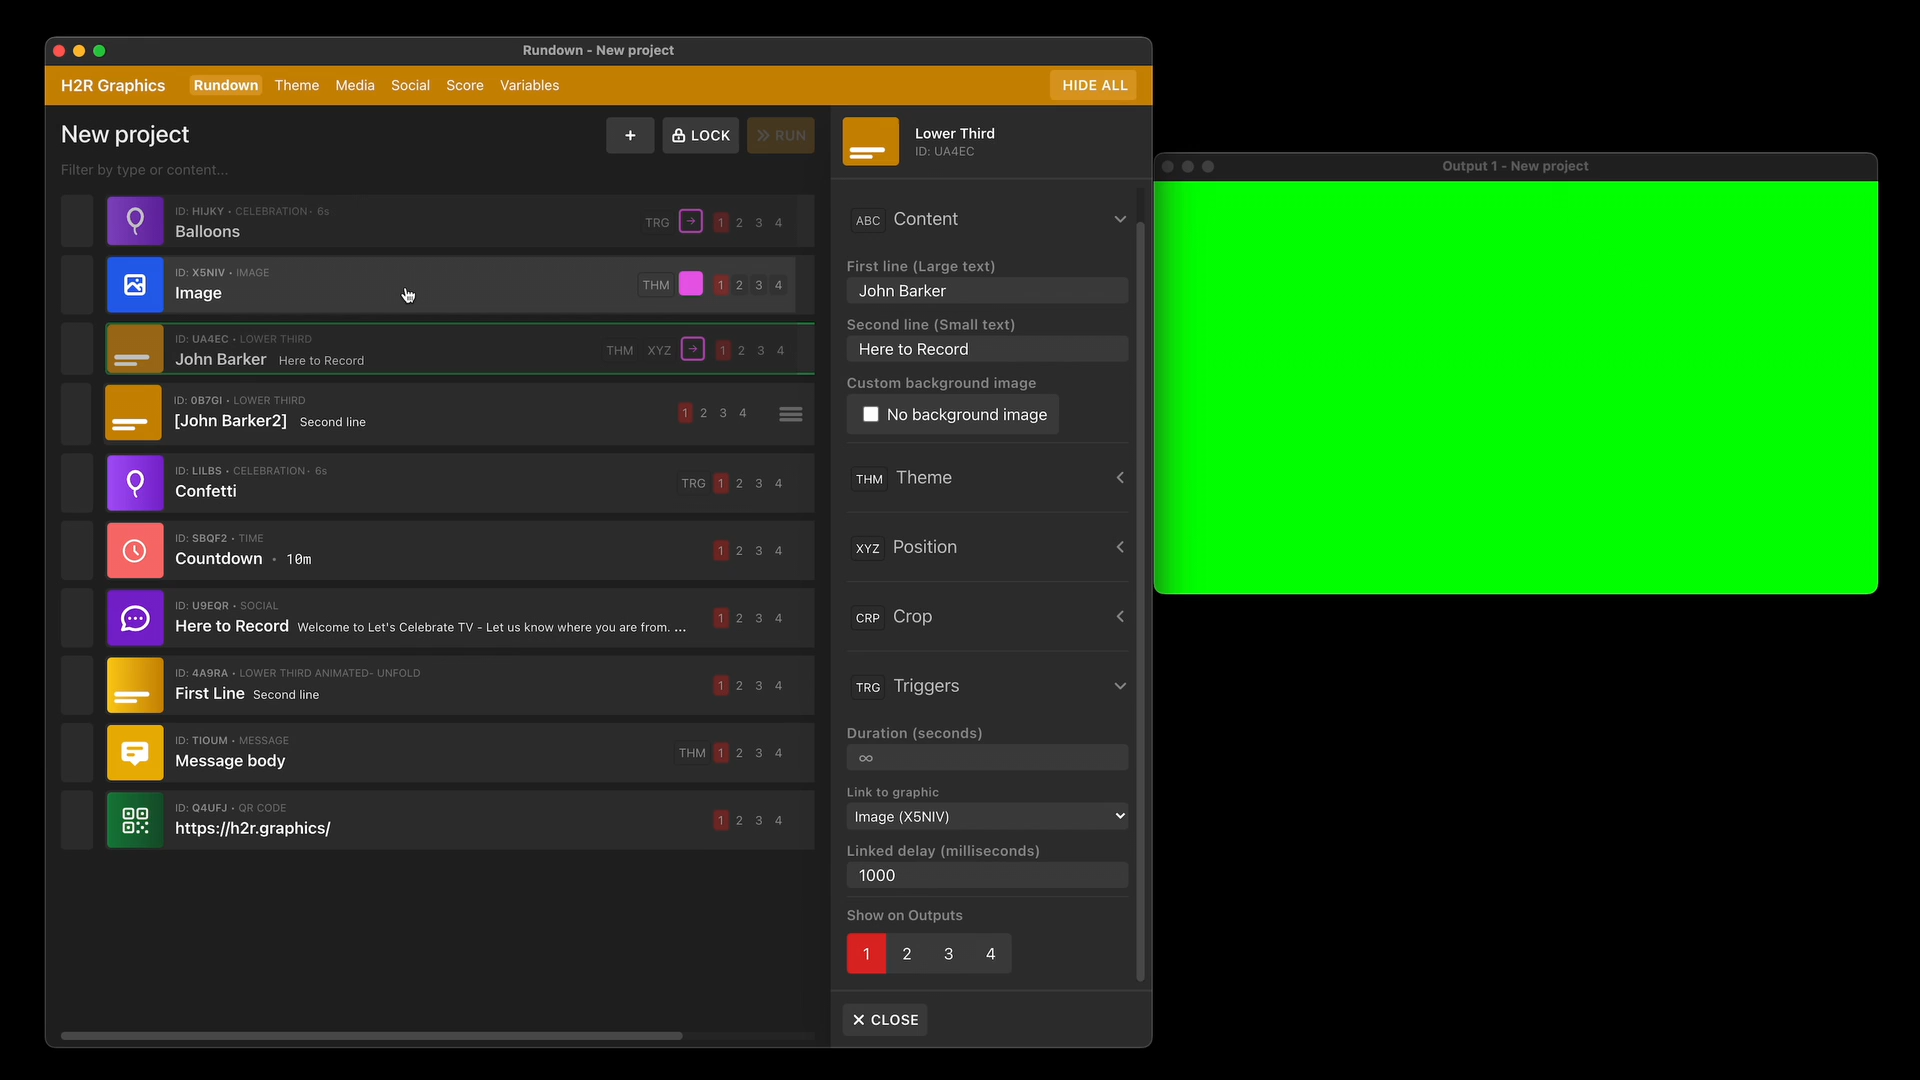 Rundown - New project
H2R Graphics Rundown Theme Media Social Score Variables HIDE ALL
New project + LOCK RUN
Filter by type or content...
ID: HIJKY • CELEBRATION • 6s
Balloons TRG 1 2 3 4
ID: X5NIV • IMAGE
Image THM 1 2 3 4
ID: UA4EC • LOWER THIRD
John Barker Here to Record THM XYZ 1 2 3 4
ID: 0B7GI • LOWER THIRD
[John Barker2] Second line 1 2 3 4
ID: LILBS • CELEBRATION • 6s
Confetti TRG 1 2 3 4
ID: SBQF2 • TIME
Countdown • 10m 1 2 3 4
ID: U9EQR • SOCIAL
Here to Record Welcome to Let's Celebrate TV - Let us know where you are from. ... 1 2 3 4
ID: 4A9RA • LOWER THIRD ANIMATED- UNFOLD
First Line Second line 1 2 3 4
ID: TIOUM • MESSAGE
Message body THM 1 2 3 4
ID: Q4UFJ • QR CODE
https://h2r.graphics/ 1 2 3 4
Lower Third
ID: UA4EC
ABC Content
First line (Large text)
John Barker
Second line (Small text)
Here to Record
Custom background image
No background image
THM Theme
XYZ Position
CRP Crop
TRG Triggers
Duration (seconds)
∞
Link to graphic
Image (X5NIV)
Linked delay (milliseconds)
1000
Show on Outputs
1 2 3 4
CLOSE
Output 1 - New project